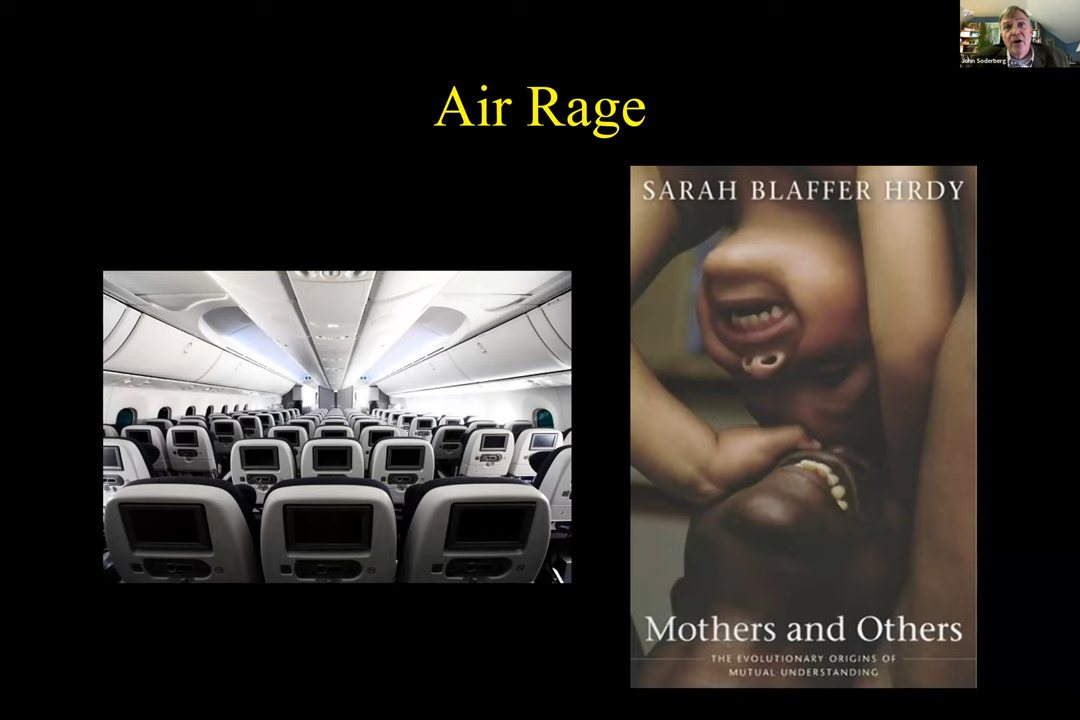 John Soderberg
Air Rage
SARAH BLAFFER HRDY
Mothers and Others
THE EVOLUTIONARY ORIGINS OF
MUTUAL UNDERSTANDING